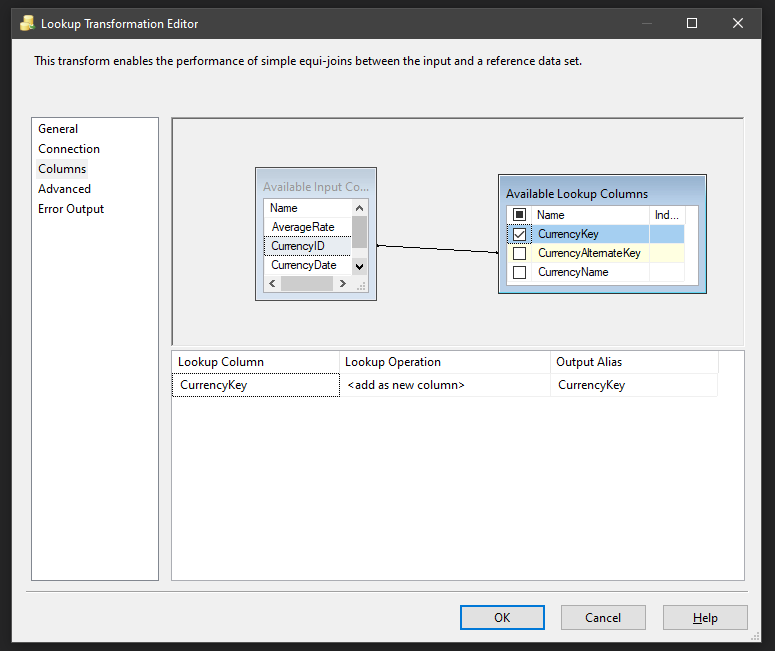 Lookup Transformation Editor
This transform enables the performance of simple equi-joins between the input and a reference data set.
General
Connection
Columns
Advanced
Error Output
Available Input Co...
Name
AverageRate
CurrencyID
CurrencyDate
Available Lookup Columns
Name Ind...
CurrencyKey
CurrencyAlternateKey
CurrencyName
Lookup Column Lookup Operation Output Alias
CurrencyKey <add as new column> CurrencyKey
OK Cancel Help